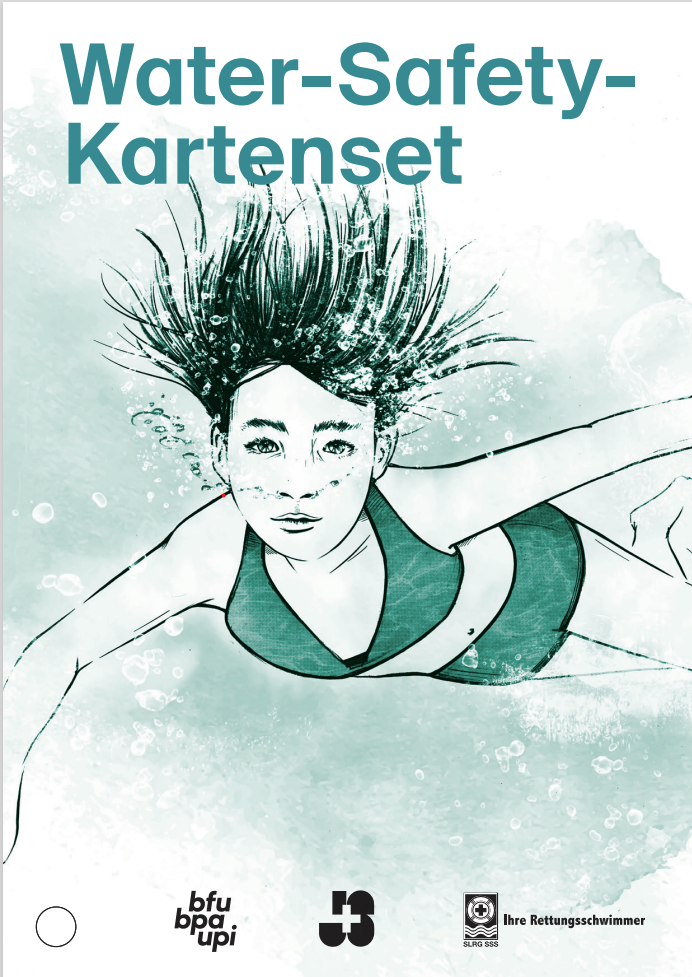 Water-Safety-
Kartenset
bfu
bpa
upi
SLRG SSS
Ihre Rettungsschwimmer